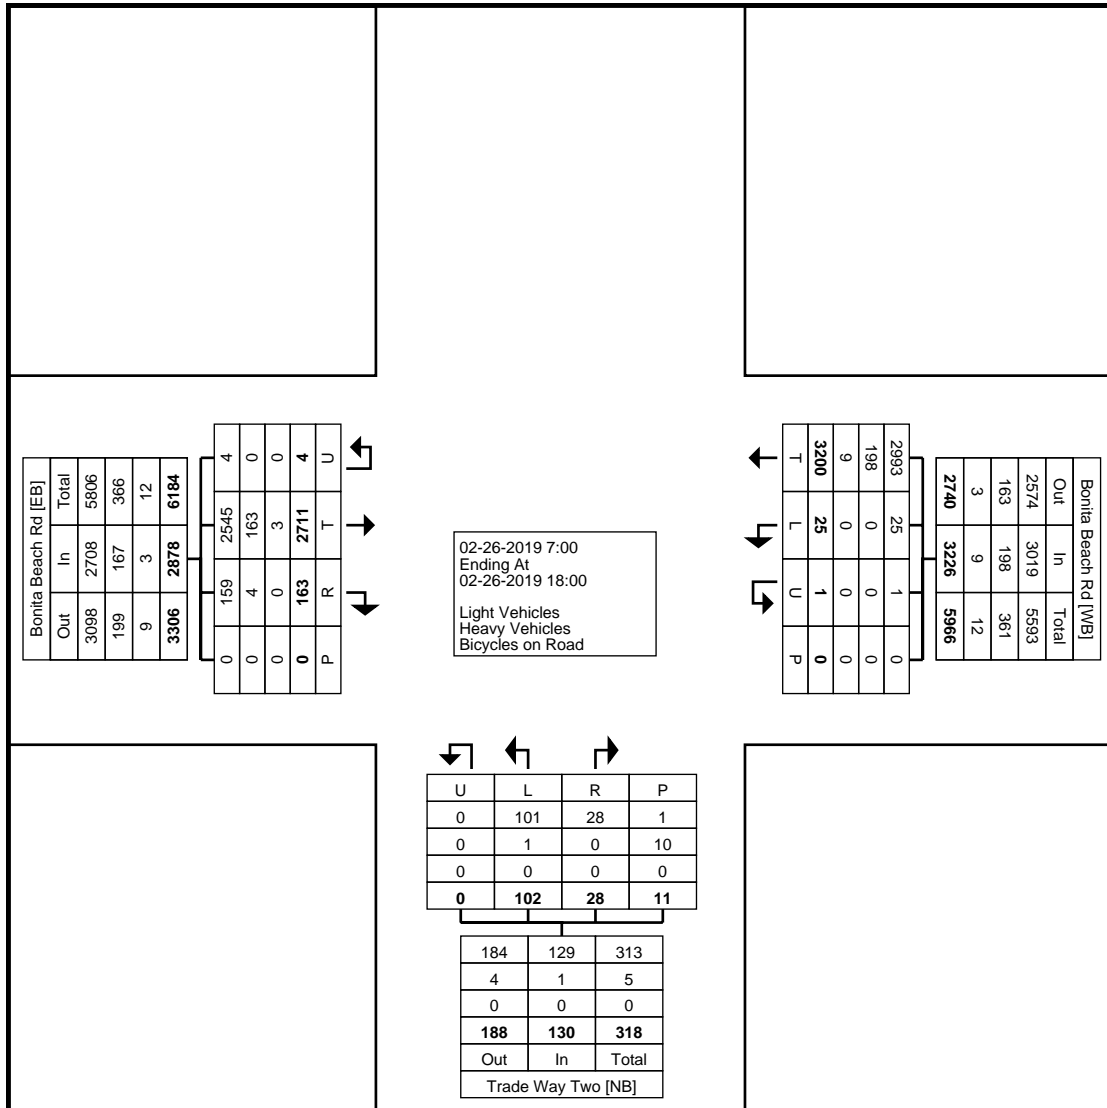 Bonita Beach Rd [EB]
Total In Out
5806 2708 3098
366 167 199
12 3 9
6184 2878 3306
4 2545 159 0
0 163 4 0
0 3 0 0
4 2711 163 0
U T R P
02-26-2019 7:00
Ending At
02-26-2019 18:00
Light Vehicles
Heavy Vehicles
Bicycles on Road
Bonita Beach Rd [WB]
Out In Total
2574 3019 5593
163 198 361
3 9 12
2740 3226 5966
2993 25 1 0
198 0 0 0
9 0 0 0
3200 25 1 0
T L U P
U L R P
0 101 28 1
0 1 0 10
0 0 0 0
0 102 28 11
184 129 313
4 1 5
0 0 0
188 130 318
Out In Total
Trade Way Two [NB]